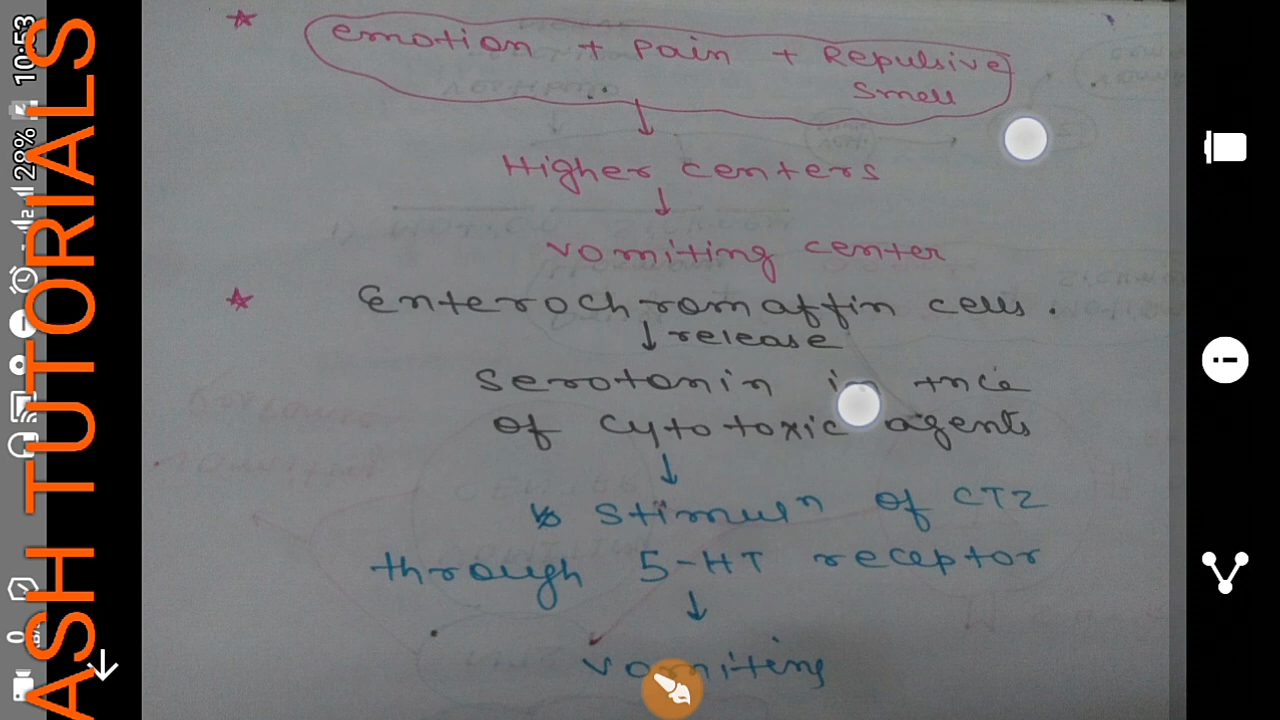 ASH TUTORIALS
10:53
28%
emotion + Pain + Repulsive
smell
↓
Higher centers
↓
vomiting center
Enterochromaffin cells.
↓ release
Serotonin in
of cytotoxic agents
↓
stimulⁿ of CTZ
through 5-HT receptor
↓
vomiting